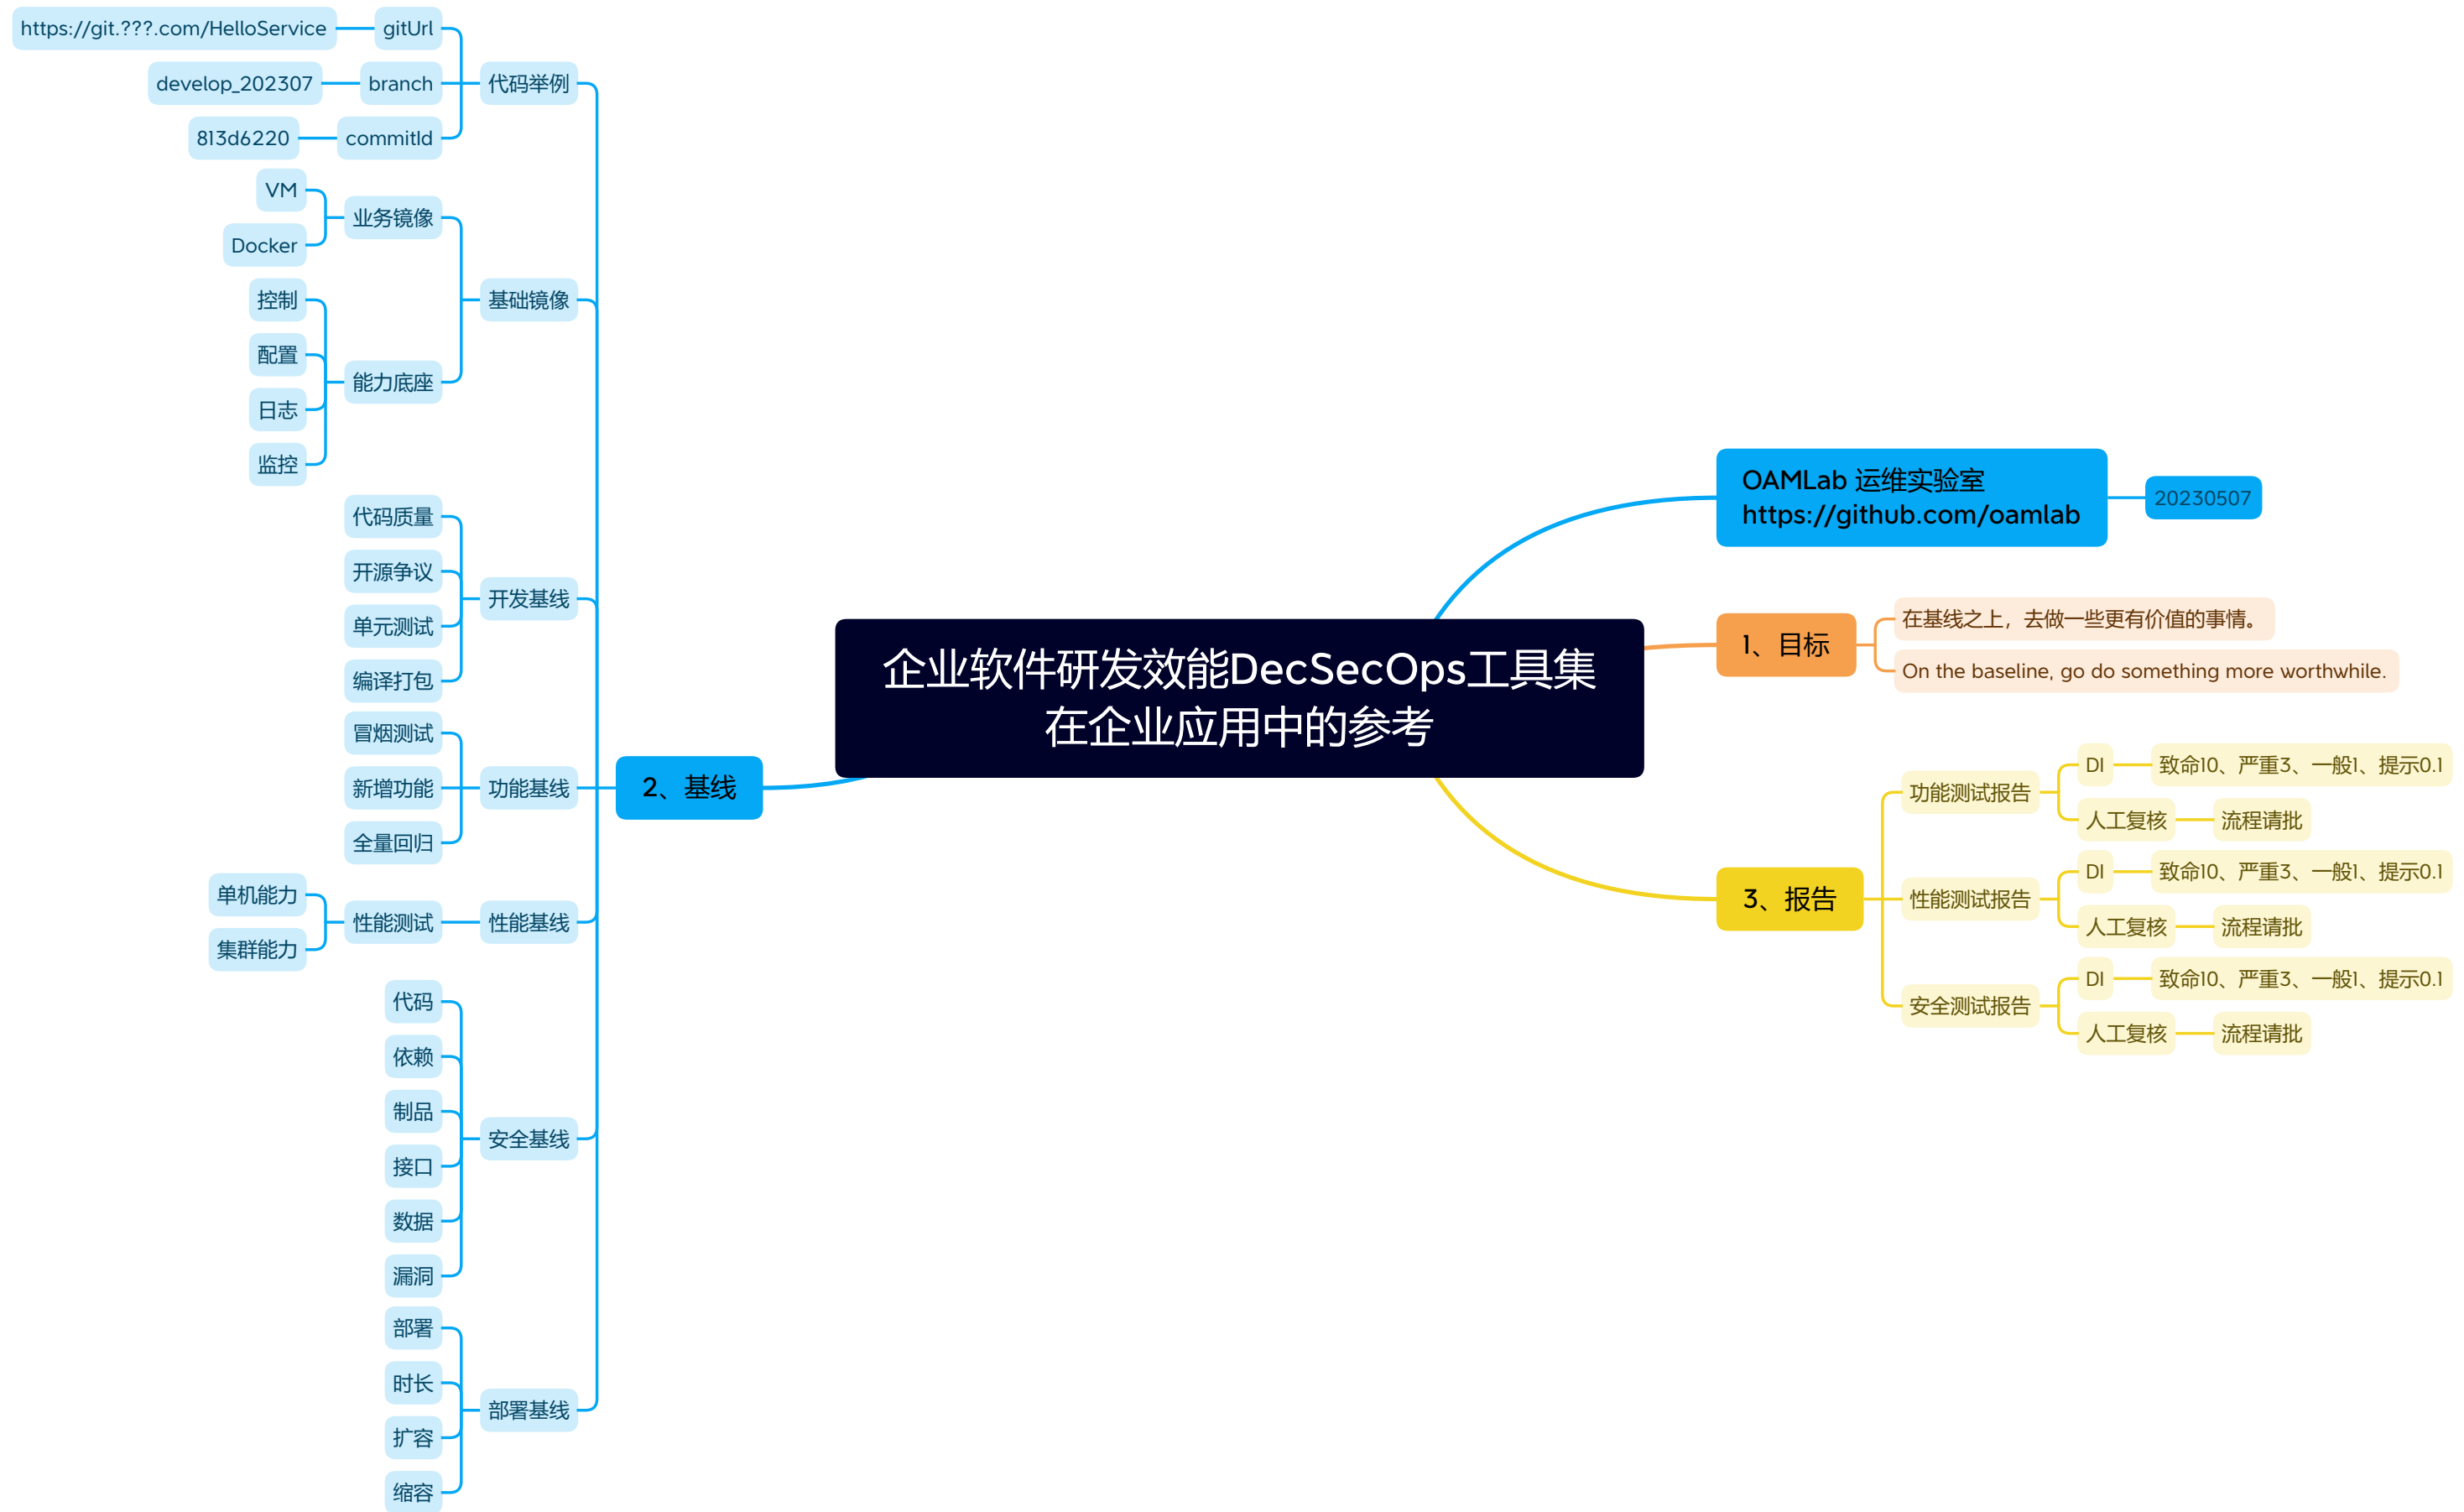 企业软件研发效能DecSecOps工具集
在企业应用中的参考
OAMLab 运维实验室
https://github.com/oamlab
20230507
1、目标
在基线之上，去做一些更有价值的事情。
On the baseline, go do something more worthwhile.
2、基线
代码举例
gitUrl
https://git.???.com/HelloService
branch
develop_202307
commitId
813d6220
基础镜像
业务镜像
VM
Docker
能力底座
控制
配置
日志
监控
开发基线
代码质量
开源争议
单元测试
编译打包
功能基线
冒烟测试
新增功能
全量回归
性能基线
性能测试
单机能力
集群能力
安全基线
代码
依赖
制品
接口
数据
漏洞
部署基线
部署
时长
扩容
缩容
3、报告
功能测试报告
DI
致命10、严重3、一般1、提示0.1
人工复核
流程请批
性能测试报告
DI
致命10、严重3、一般1、提示0.1
人工复核
流程请批
安全测试报告
DI
致命10、严重3、一般1、提示0.1
人工复核
流程请批